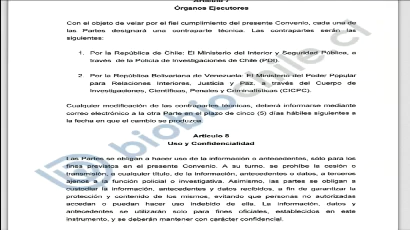 Artículo 7
Órganos Ejecutores
Con el objeto de velar por el fiel cumplimiento del presente Convenio, cada una de
las Partes designará una contraparte técnica. Las contrapartes serán las
siguientes:
1. Por la República de Chile: El Ministerio del Interior y Seguridad Pública, a
través de la Policía de Investigaciones de Chile (PDI).
2. Por la República Bolivariana de Venezuela: El Ministerio del Poder Popular
para Relaciones Interiores, Justicia y Paz, a través del Cuerpo de
Investigaciones, Científicas, Penales y Criminalísticas (CICPC).
Cualquier modificación de las contrapartes técnicas, deberá informarse mediante
correo electrónico a la otra Parte en el plazo de cinco (5) días hábiles siguientes a
la fecha en que el cambio se produzca.
Artículo 8
Uso y Confidencialidad
Las Partes se obligan a hacer uso de la información o antecedentes, sólo para los
fines previstos en el presente Convenio. A su turno, se prohíbe la cesión o
transmisión, a cualquier título, de la información, antecedentes o datos, a terceros
ajenos a la función policial o investigativa. Asimismo, las partes se obligan a
custodiar la información, antecedentes y datos recibidos, a fin de garantizar la
protección y contenido de los mismos, evitando que personas no autorizadas
accedan o puedan hacer uso indebido de ella. La información, datos y
antecedentes se utilizarán solo para fines oficiales, establecidos en este
instrumento, y se deberán mantener con carácter confidencial.
biobiochile.cl